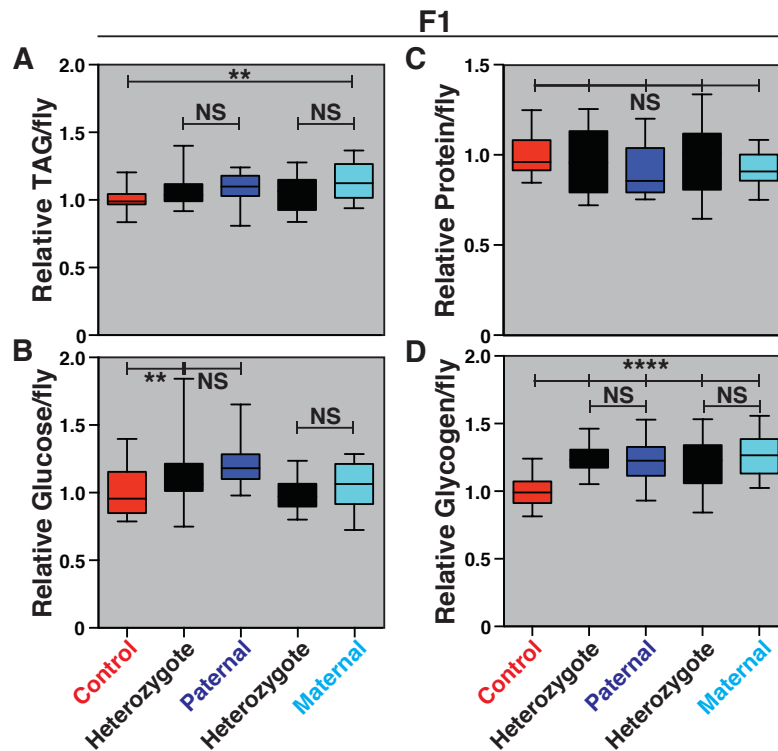 F1
A
Relative TAG/fly
2.0
1.5
1.0
0.5
0
**
NS
NS
C
Relative Protein/fly
1.5
1.0
0.5
0
NS
B
Relative Glucose/fly
2.0
1.5
1.0
0.5
0
**
NS
NS
Control
Heterozygote
Paternal
Heterozygote
Maternal
D
Relative Glycogen/fly
2.0
1.5
1.0
0.5
0
****
NS
NS
Control
Heterozygote
Paternal
Heterozygote
Maternal